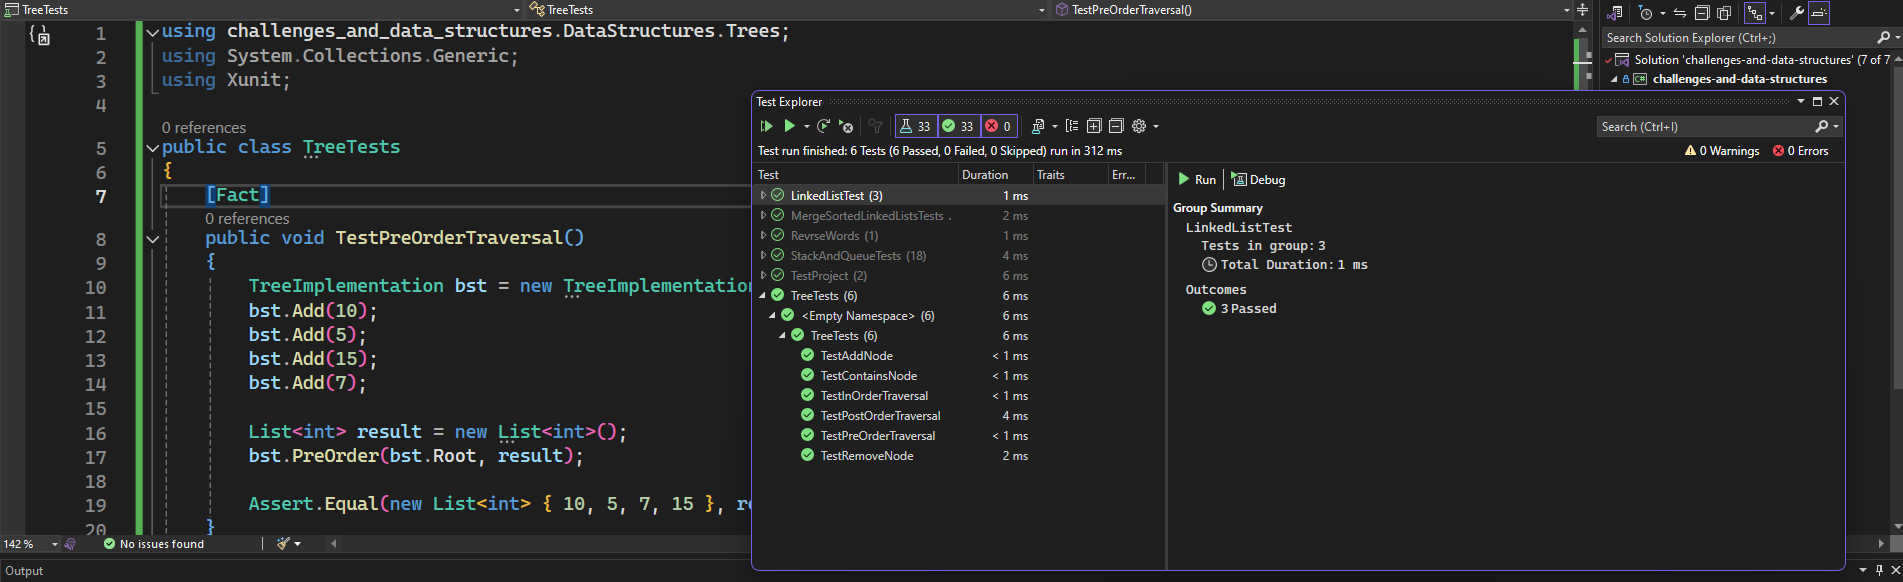 TreeTests
TreeTests
TestPreOrderTraversal()
1 using challenges_and_data_structures.DataStructures.Trees;
2 using System.Collections.Generic;
3 using Xunit;
4
0 references
5 public class TreeTests
6 {
7 [Fact]
0 references
8 public void TestPreOrderTraversal()
9 {
10 TreeImplementation bst = new TreeImplementation
11 bst.Add(10);
12 bst.Add(5);
13 bst.Add(15);
14 bst.Add(7);
15
16 List<int> result = new List<int>();
17 bst.PreOrder(bst.Root, result);
18
19 Assert.Equal(new List<int> { 10, 5, 7, 15 }, re
20 }
142 %
No issues found
Output
Test Explorer
33 33 0
Search (Ctrl+I)
Test run finished: 6 Tests (6 Passed, 0 Failed, 0 Skipped) run in 312 ms
0 Warnings 0 Errors
Test Duration Traits Err...
LinkedListTest (3) 1 ms
MergeSortedLinkedListsTests . 2 ms
RevrseWords (1) 1 ms
StackAndQueueTests (18) 4 ms
TestProject (2) 6 ms
TreeTests (6) 6 ms
<Empty Namespace> (6) 6 ms
TreeTests (6) 6 ms
TestAddNode < 1 ms
TestContainsNode < 1 ms
TestInOrderTraversal < 1 ms
TestPostOrderTraversal 4 ms
TestPreOrderTraversal < 1 ms
TestRemoveNode 2 ms
Run Debug
Group Summary
LinkedListTest
Tests in group: 3
Total Duration: 1 ms
Outcomes
3 Passed
Search Solution Explorer (Ctrl+;)
Solution 'challenges-and-data-structures' (7 of 7
C# challenges-and-data-structures